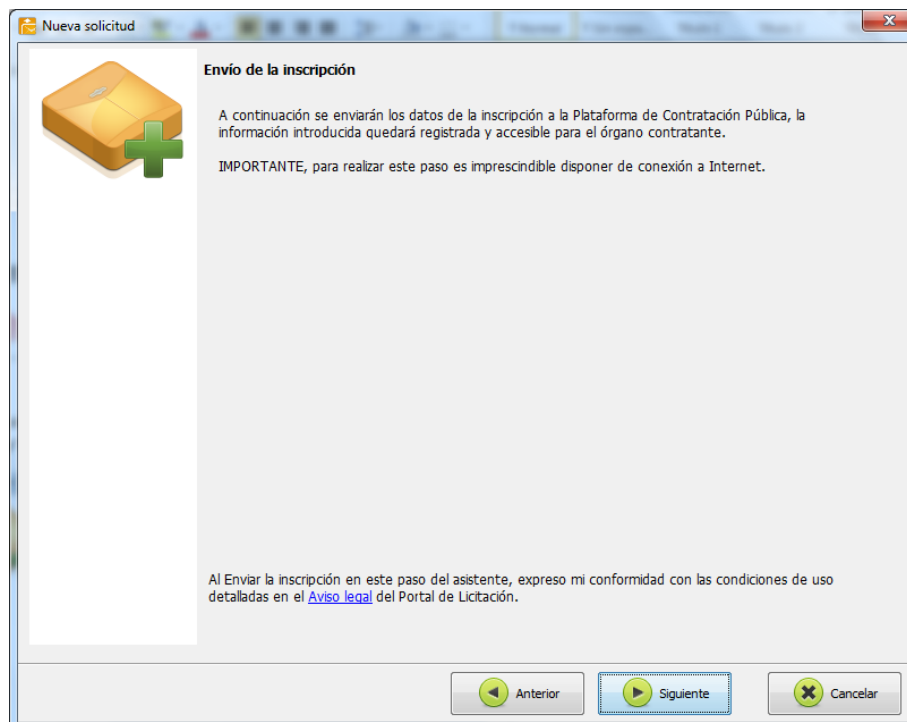 Nueva solicitud
Envío de la inscripción
A continuación se enviarán los datos de la inscripción a la Plataforma de Contratación Pública, la
información introducida quedará registrada y accesible para el órgano contratante.
IMPORTANTE, para realizar este paso es imprescindible disponer de conexión a Internet.
Al Enviar la inscripción en este paso del asistente, expreso mi conformidad con las condiciones de uso
detalladas en el Aviso legal del Portal de Licitación.
Anterior Siguiente Cancelar